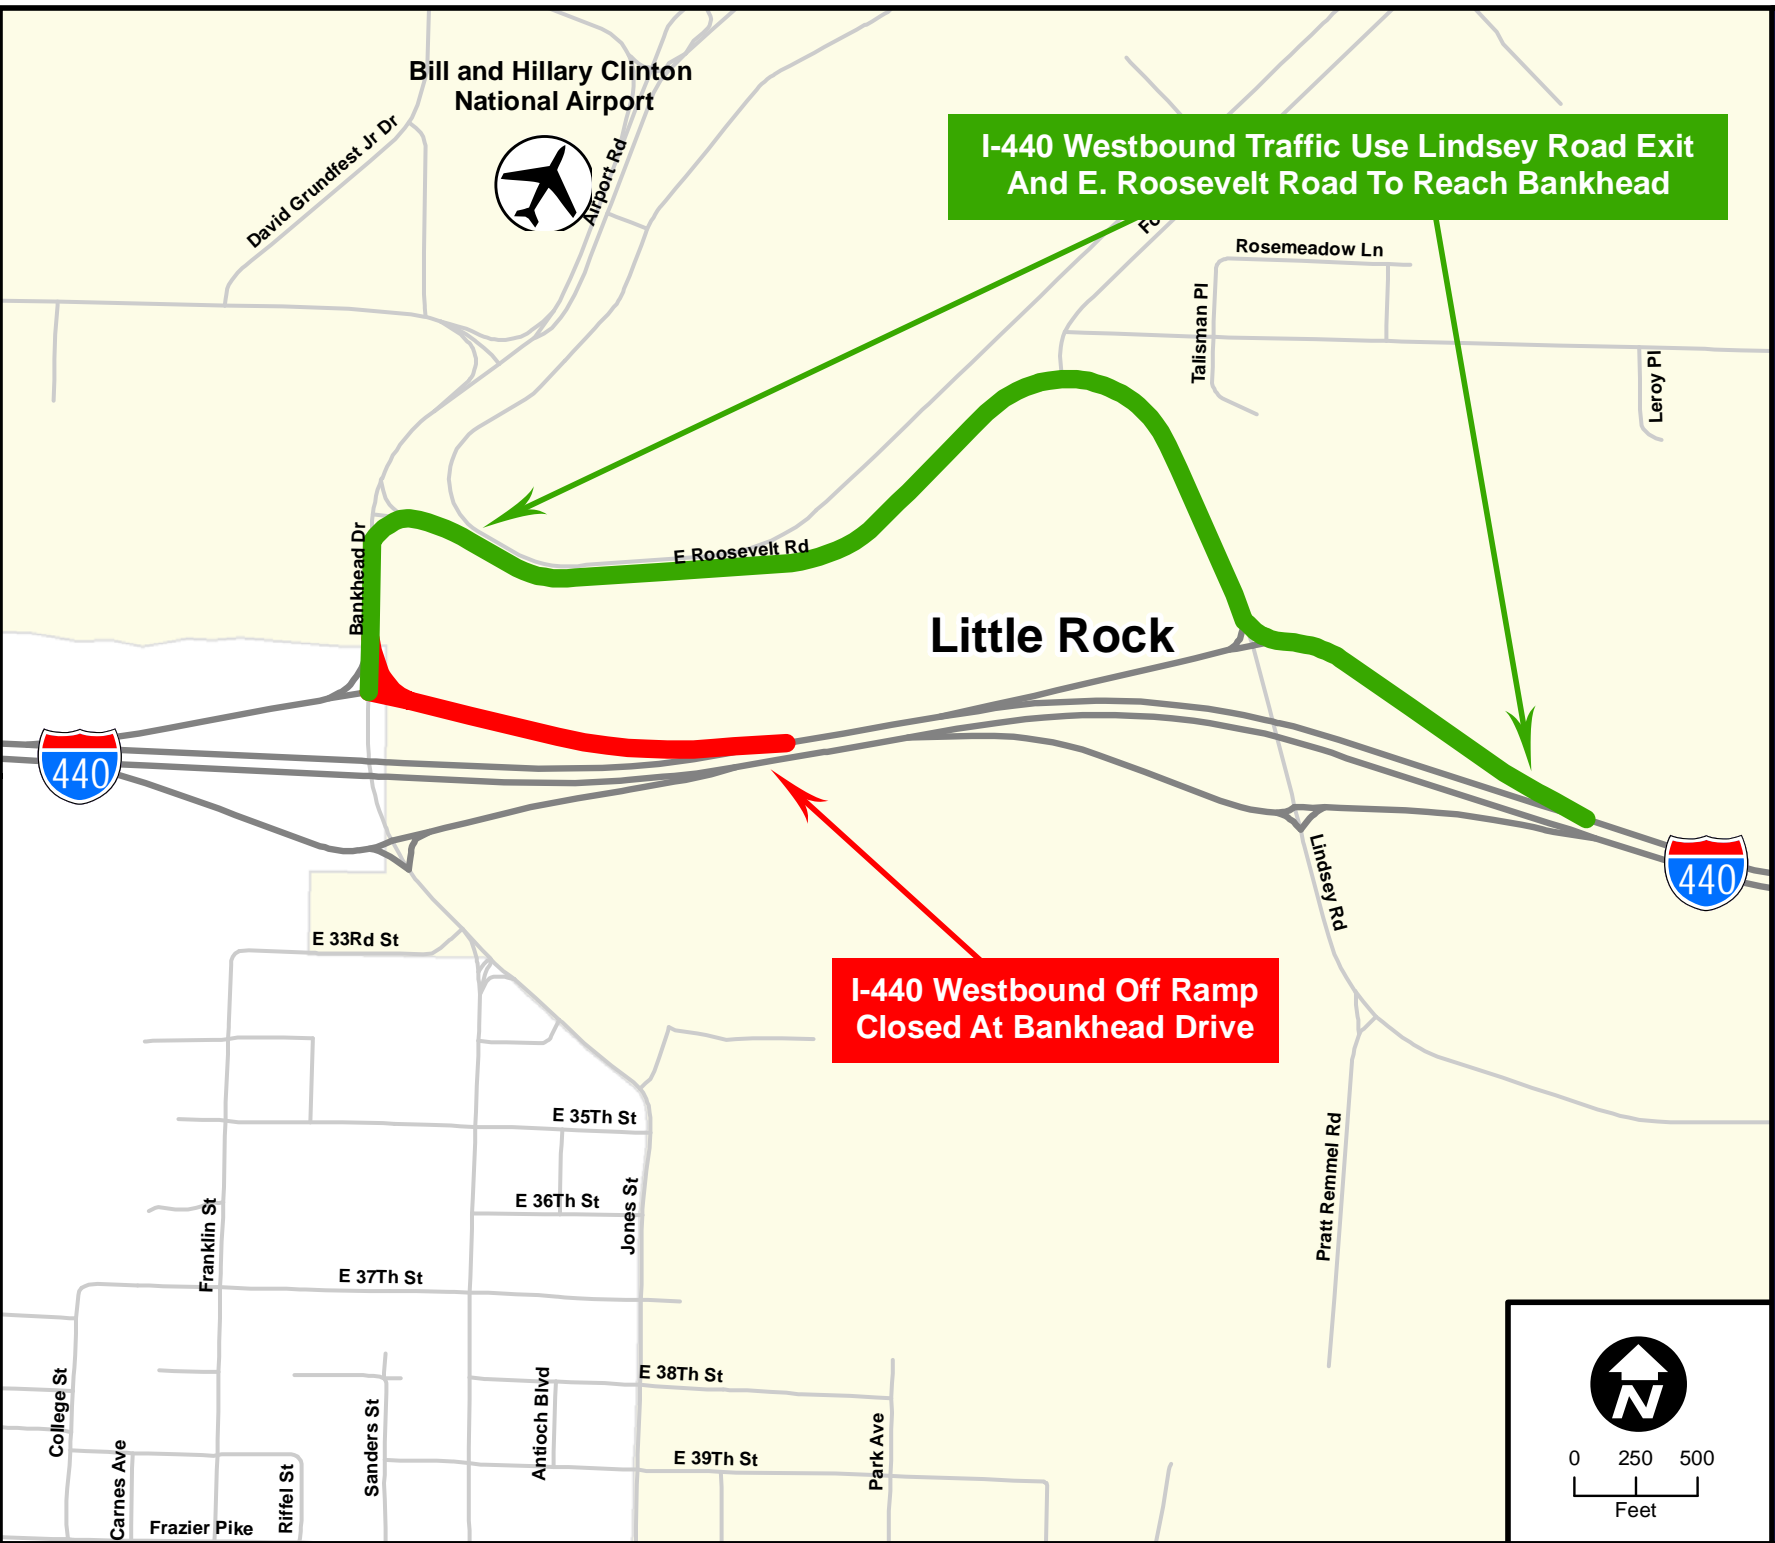 Bill and Hillary Clinton
National Airport
David Grundfest Jr Dr
Airport Rd
I-440 Westbound Traffic Use Lindsey Road Exit
And E. Roosevelt Road To Reach Bankhead
Rosemeadow Ln
Talisman Pl
Leroy Pl
Bankhead Dr
E Roosevelt Rd
Little Rock
440
440
Lindsey Rd
E 33Rd St
I-440 Westbound Off Ramp
Closed At Bankhead Drive
E 35Th St
E 36Th St
Jones St
Franklin St
Pratt Remmel Rd
E 37Th St
E 38Th St
College St
Sanders St
Antioch Blvd
Park Ave
E 39Th St
Carnes Ave
Riffel St
Frazier Pike
N
0 250 500
Feet